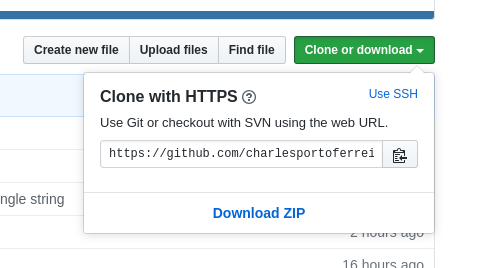 Create new file Upload files Find file Clone or download
Clone with HTTPS
Use SSH
Use Git or checkout with SVN using the web URL.
https://github.com/charlesportoferrei
ngle string
Download ZIP
2 hours ago
16 hours ago